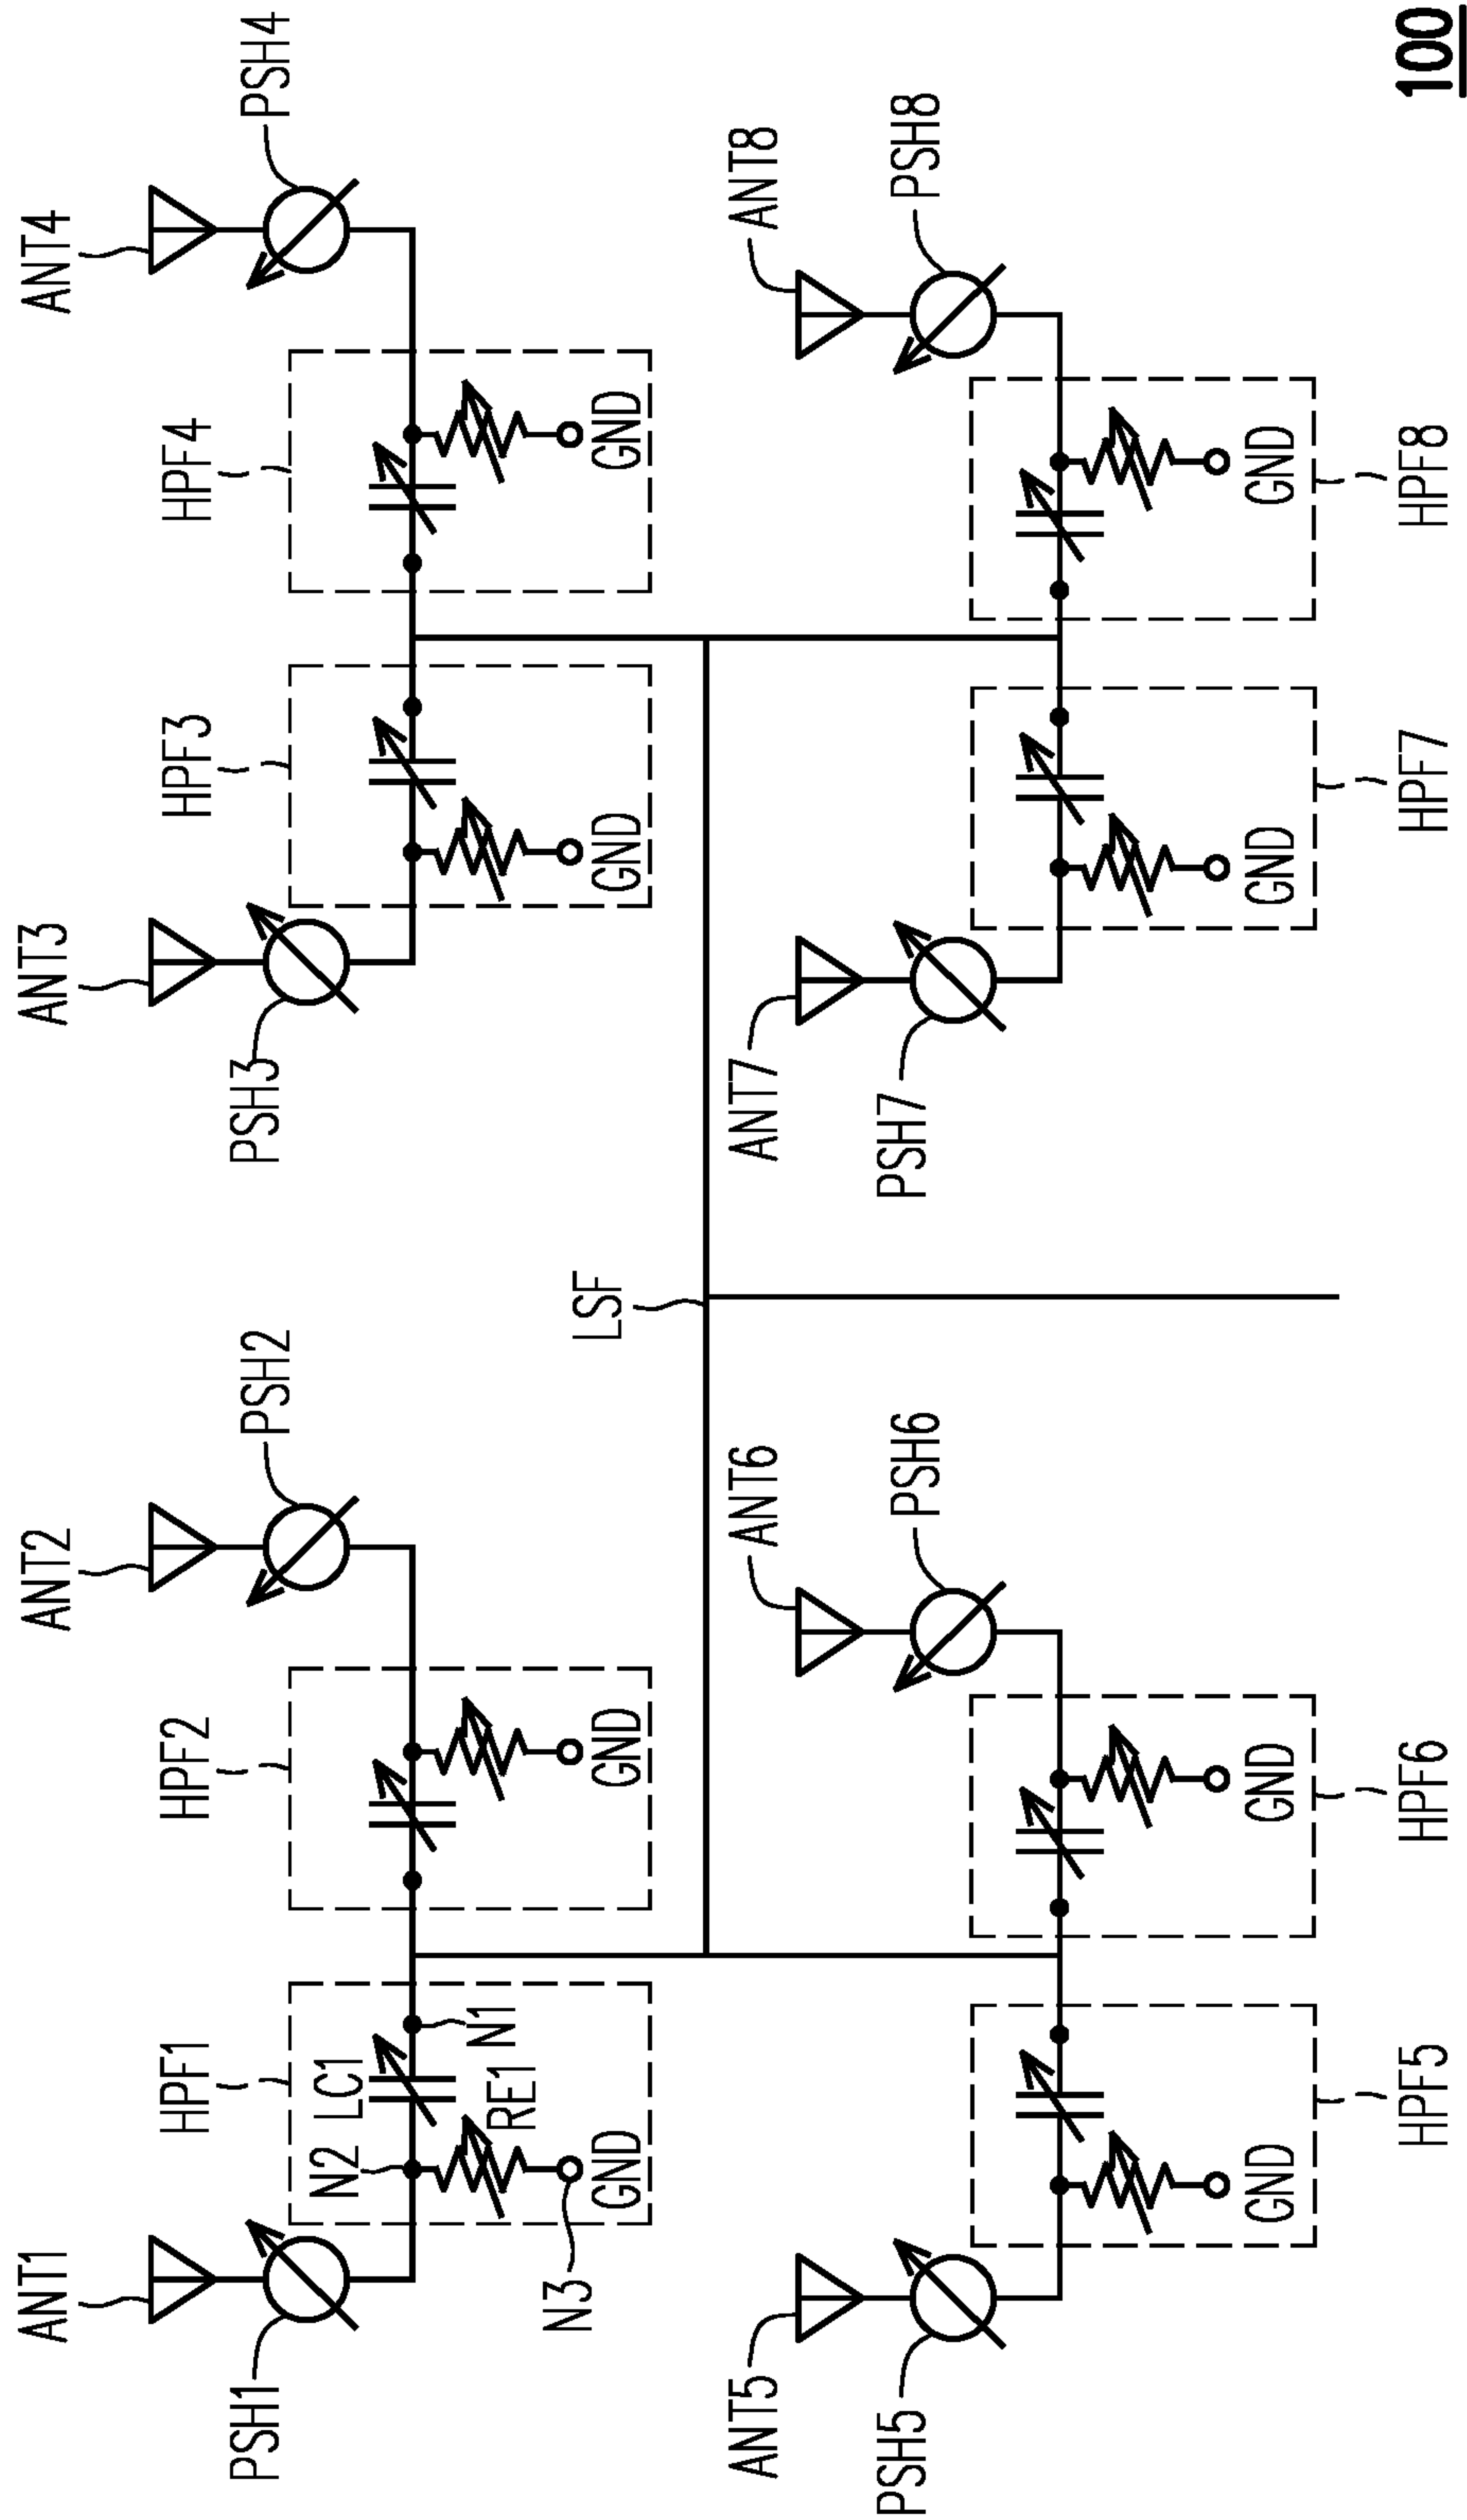 ANT1
ANT2
ANT3
ANT4
PSH1
HPF1
HPF2
PSH2
PSH3
HPF3
HPF4
PSH4
N2
LC1
N1
RE1
N3
GND
GND
GND
GND
LSF
ANT5
ANT6
ANT7
ANT8
PSH5
PSH6
PSH7
PSH8
GND
GND
GND
GND
HPF5
HPF6
HPF7
HPF8
100